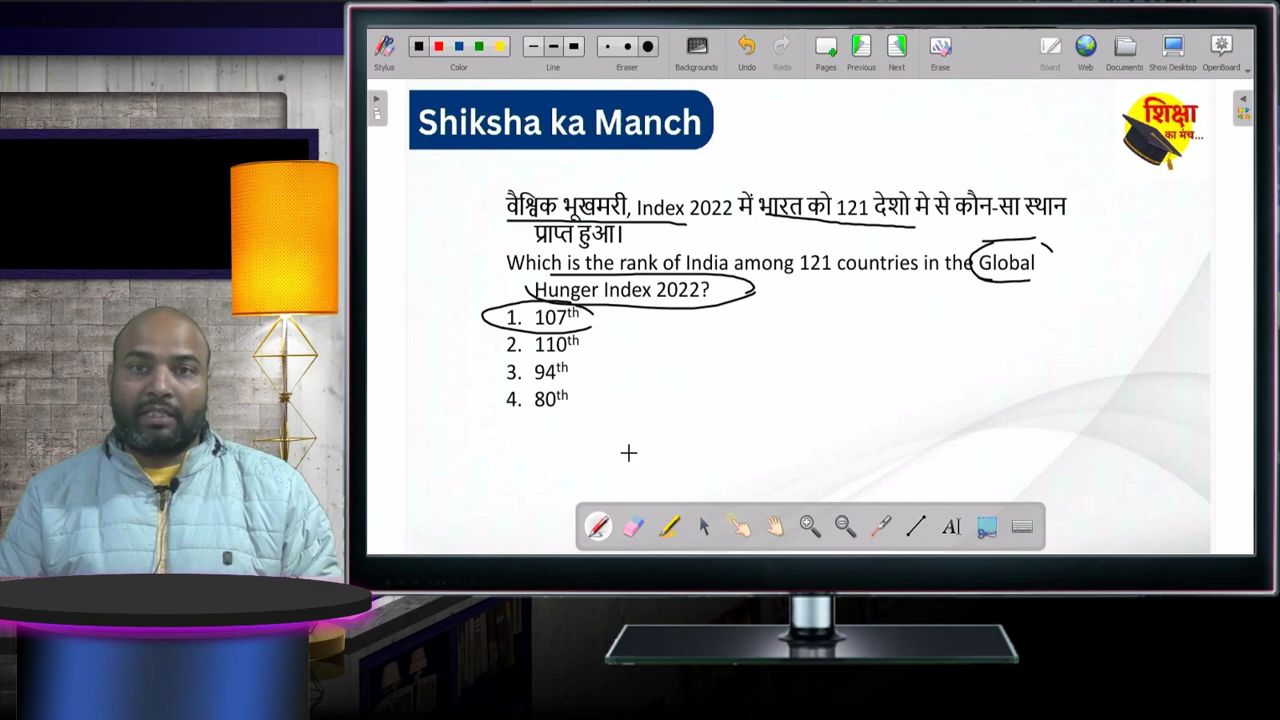 Stylus
Color
Line
Eraser
Backgrounds
Undo
Redo
Pages
Previous
Next
Erase
Board
Web
Documents
Show Desktop
OpenBoard
Shiksha ka Manch
शिक्षा
का मंच...
वैश्विक भूखमरी, Index 2022 में भारत को 121 देशो मे से कौन-सा स्थान
प्राप्त हुआ।
Which is the rank of India among 121 countries in the Global
Hunger Index 2022?
1. 107th
2. 110th
3. 94th
4. 80th